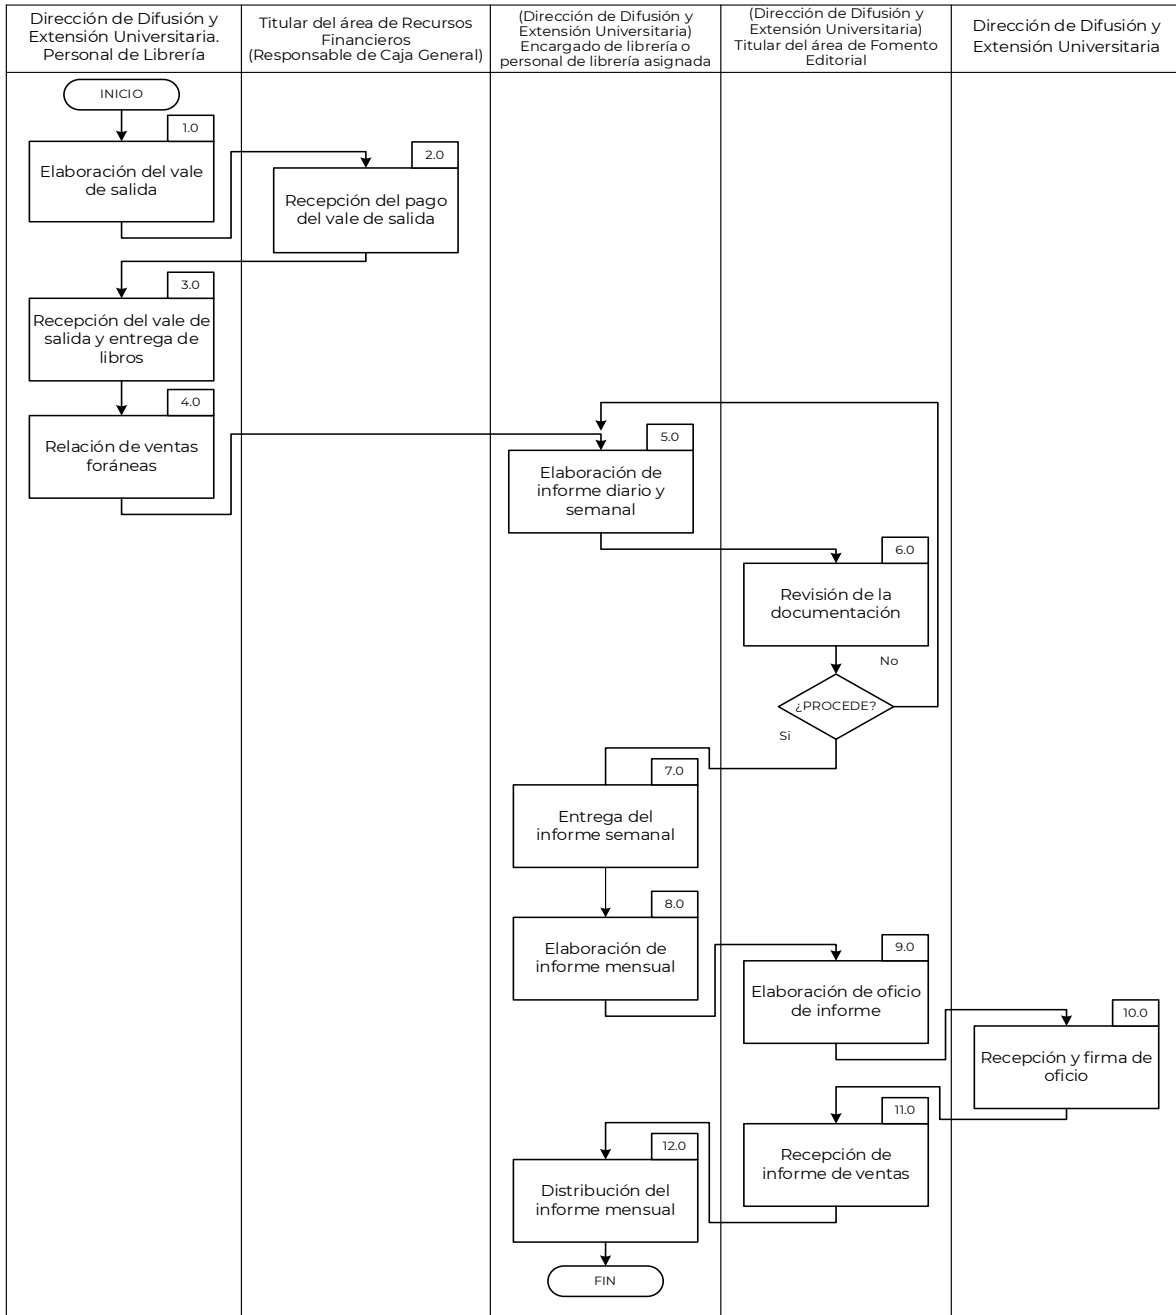 Dirección de Difusión y
Extensión Universitaria.
Personal de Librería
Titular del área de Recursos
Financieros
(Responsable de Caja General)
(Dirección de Difusión y
Extensión Universitaria)
Encargado de librería o
personal de librería asignada
(Dirección de Difusión y
Extensión Universitaria)
Titular del área de Fomento
Editorial
Dirección de Difusión y
Extensión Universitaria
INICIO
1.0
Elaboración del vale
de salida
2.0
Recepción del pago
del vale de salida
3.0
Recepción del vale de
salida y entrega de
libros
4.0
Relación de ventas
foráneas
5.0
Elaboración de
informe diario y
semanal
6.0
Revisión de la
documentación
No
¿PROCEDE?
Si
7.0
Entrega del
informe semanal
8.0
Elaboración de
informe mensual
9.0
Elaboración de oficio
de informe
10.0
Recepción y firma de
oficio
11.0
Recepción de
informe de ventas
12.0
Distribución del
informe mensual
FIN